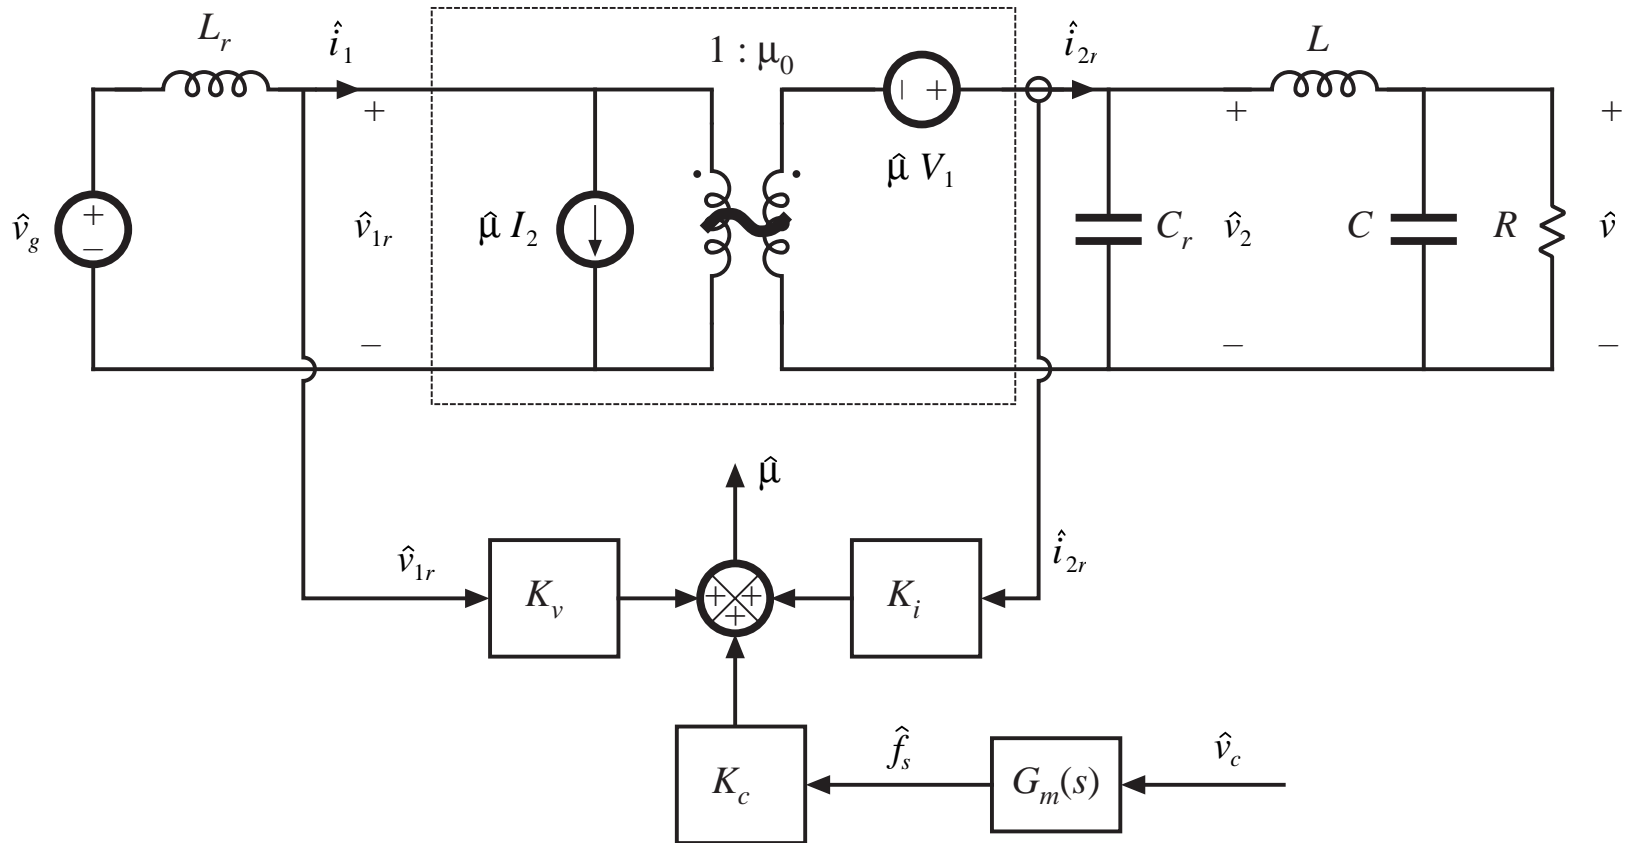 L_r
î_1
1 : μ_0
î_2r
L
+
+
+
− +
μ̂ V_1
v̂_g
+
−
v̂_1r
μ̂ I_2
C_r
v̂_2
C
R
v̂
−
−
−
μ̂
v̂_1r
K_v
+ + +
K_i
î_2r
K_c
f̂_s
G_m(s)
v̂_c